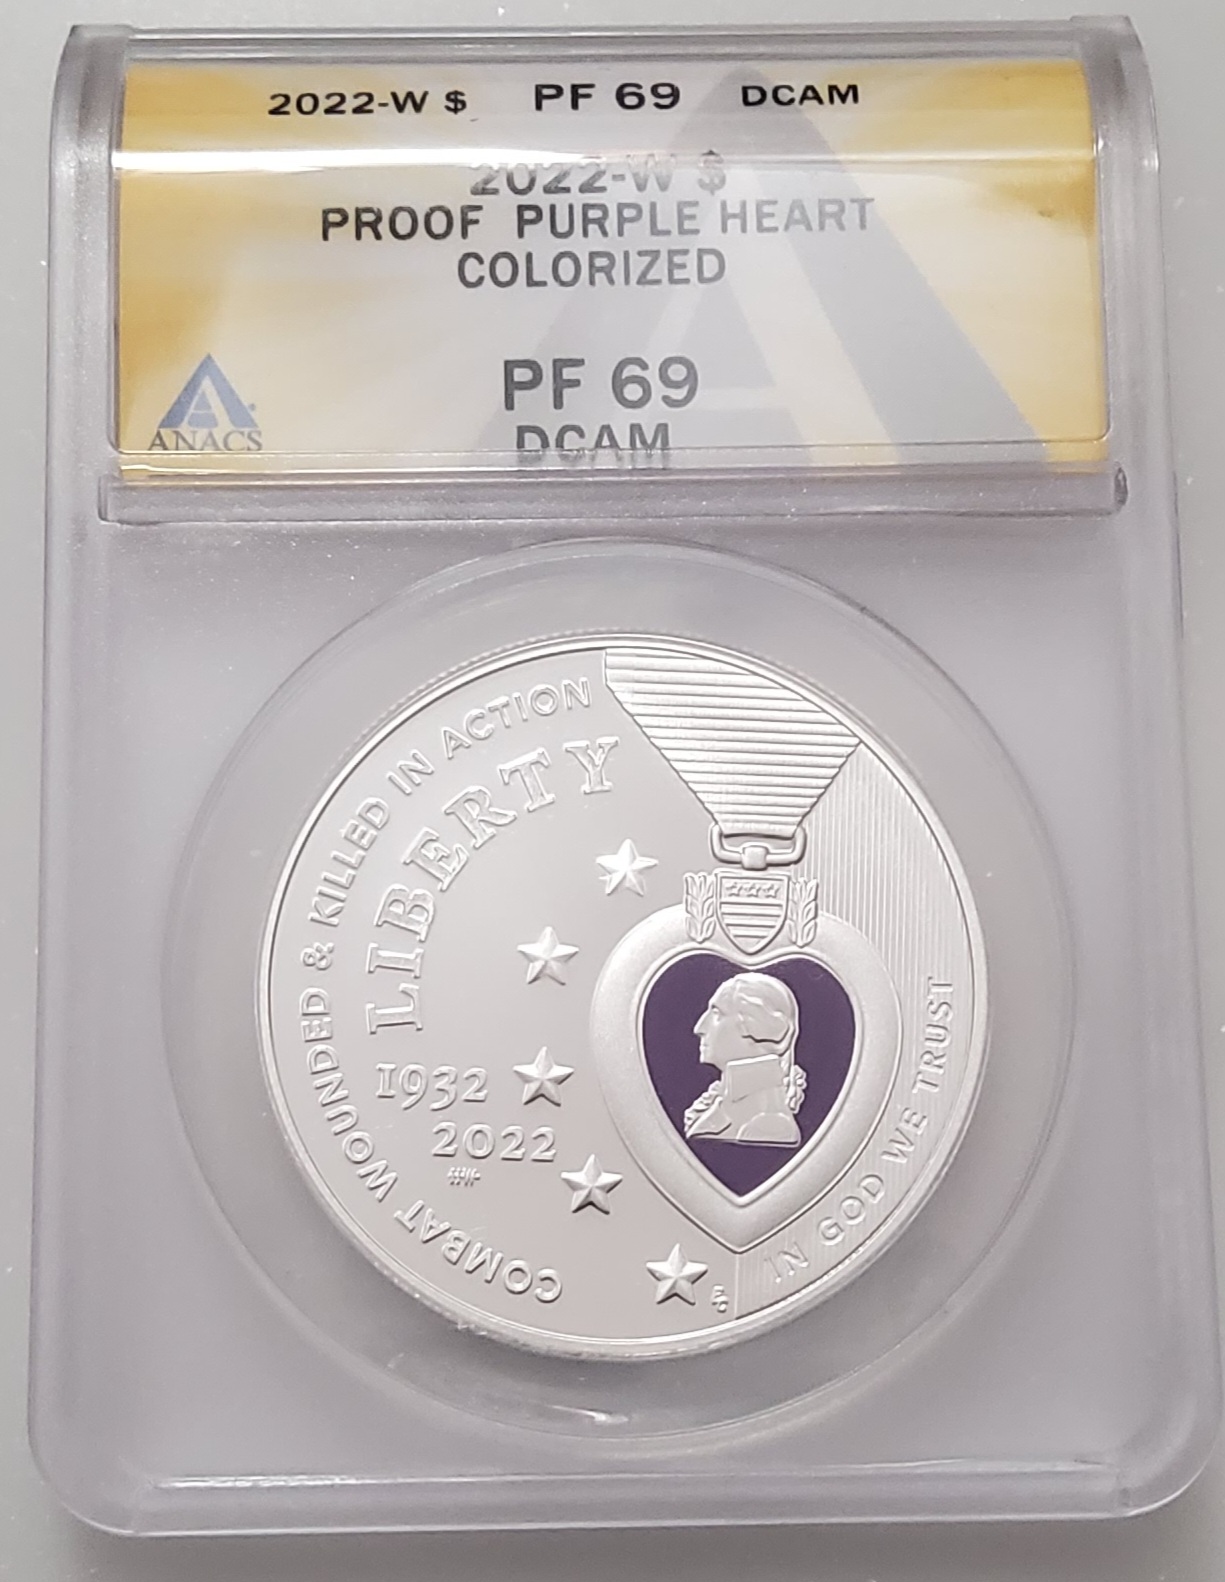 2022-W $ PF 69 DCAM
2022-W $
PROOF PURPLE HEART
COLORIZED
PF 69
DCAM
ANACS
COMBAT WOUNDED & KILLED IN ACTION
LIBERTY
1932
2022
IN GOD WE TRUST